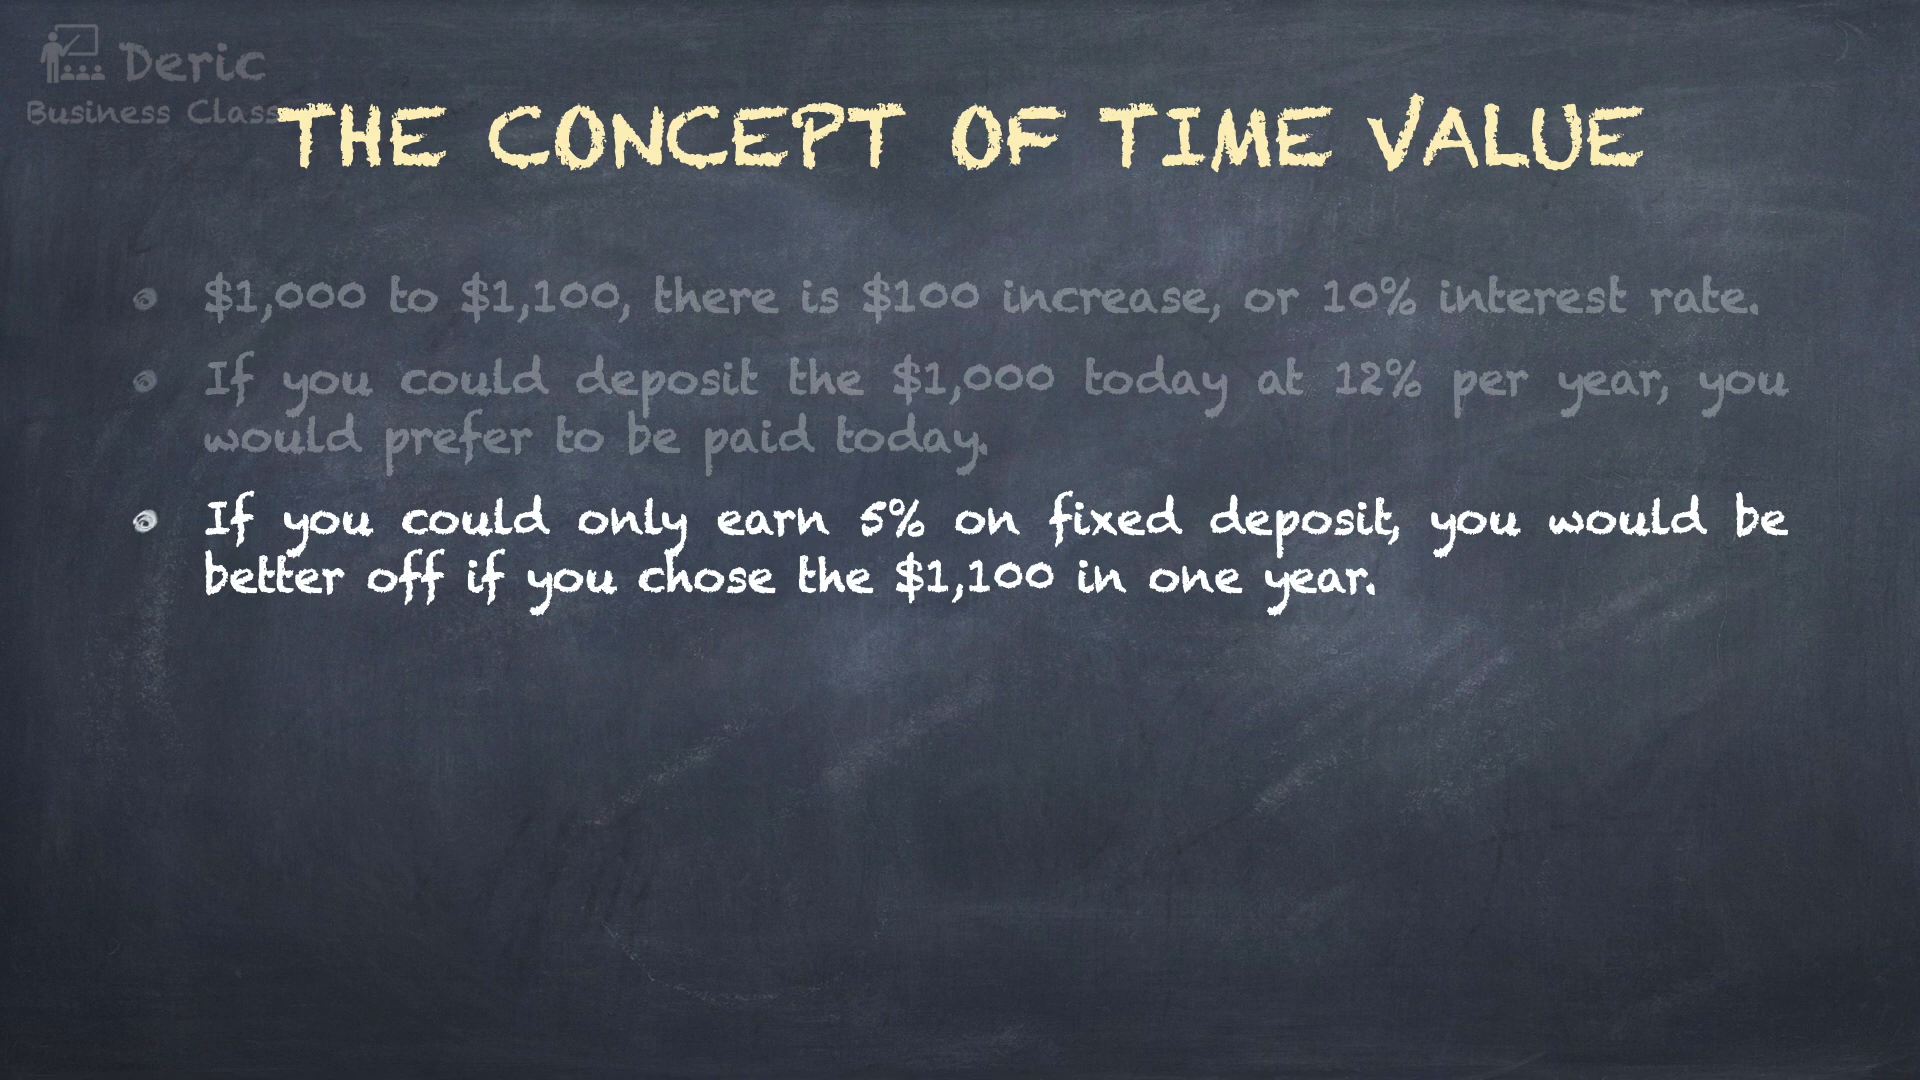 Deric
Business Class
THE CONCEPT OF TIME VALUE
$1,000 to $1,100, there is $100 increase, or 10% interest rate.
If you could deposit the $1,000 today at 12% per year, you
would prefer to be paid today.
If you could only earn 5% on fixed deposit, you would be
better off if you chose the $1,100 in one year.